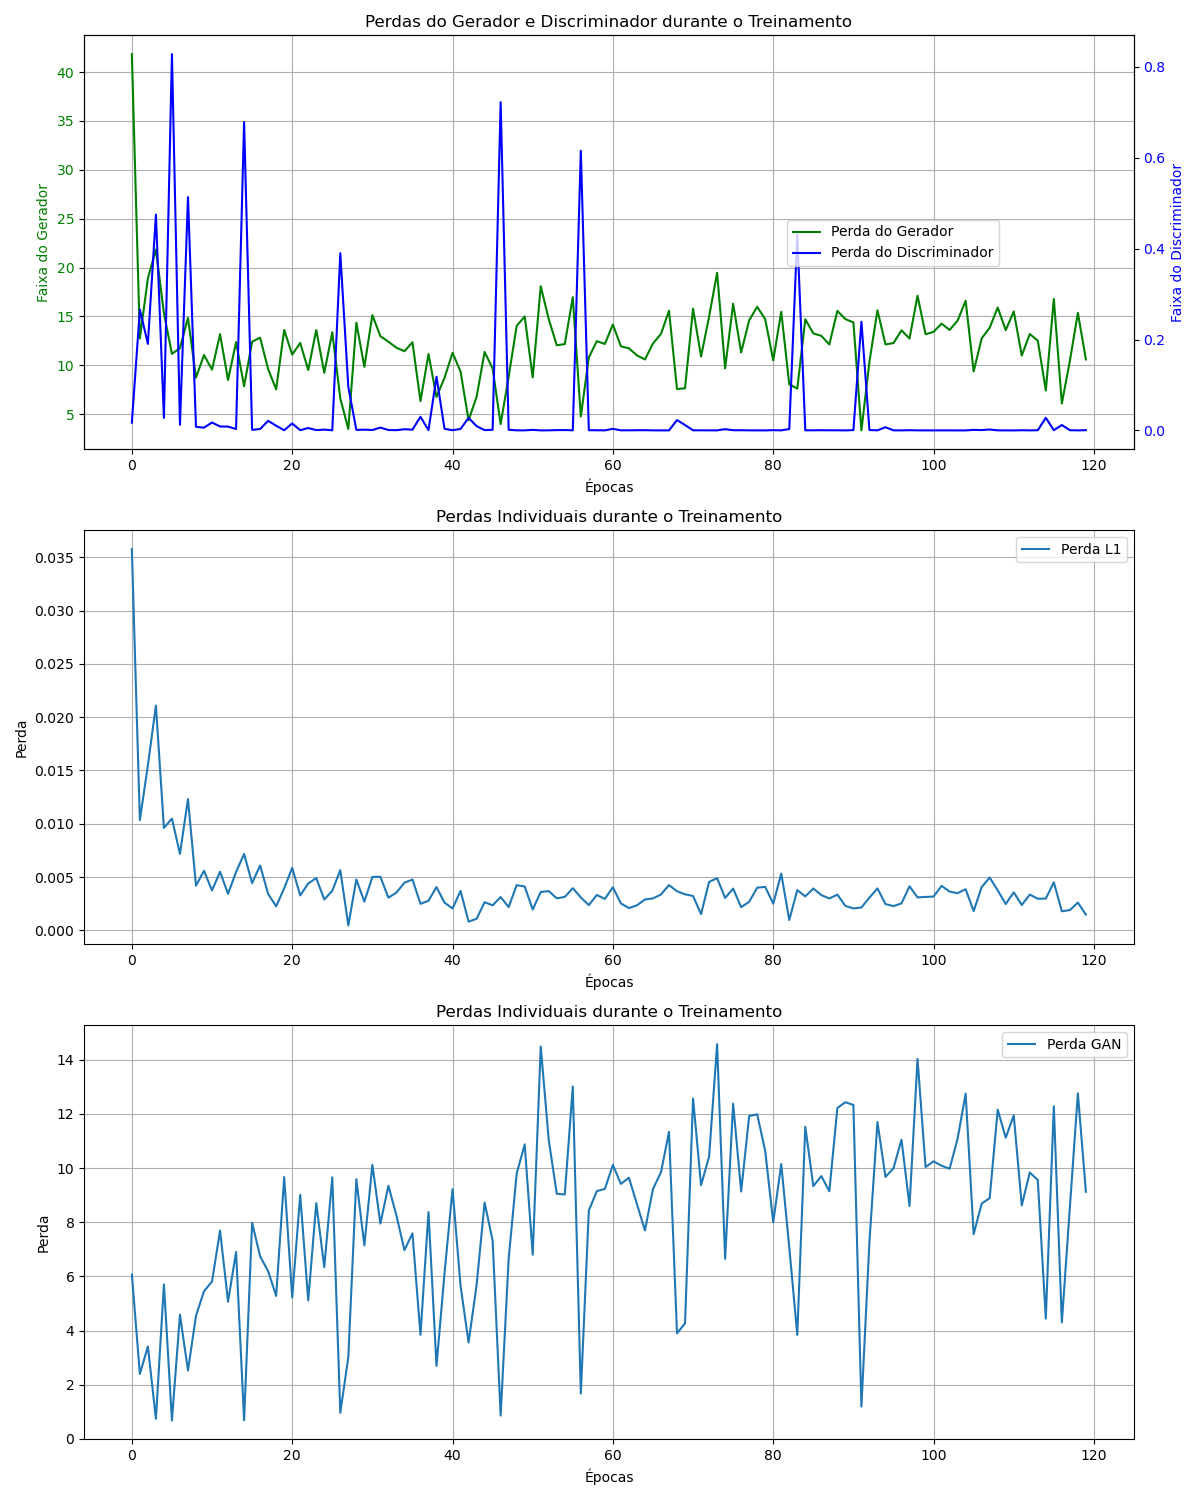 Perdas do Gerador e Discriminador durante o Treinamento
Faixa do Gerador
40
35
30
25
20
15
10
5
Perda do Gerador
Perda do Discriminador
0.8
0.6
0.4
0.2
0.0
Faixa do Discriminador
0 20 40 60 80 100 120
Épocas
Perdas Individuais durante o Treinamento
Perda
0.035
0.030
0.025
0.020
0.015
0.010
0.005
0.000
Perda L1
0 20 40 60 80 100 120
Épocas
Perdas Individuais durante o Treinamento
Perda
14
12
10
8
6
4
2
0
Perda GAN
0 20 40 60 80 100 120
Épocas